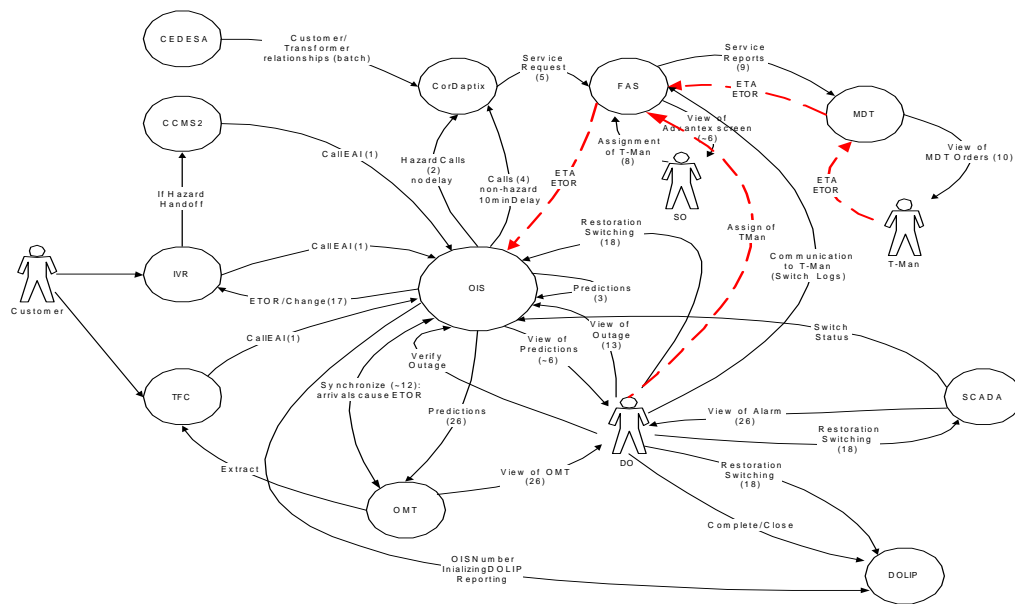 CEDESA
Customer/
Transformer
relationships (batch)
CorDaptix
Service
Request
(5)
FAS
Service
Reports
(9)
ETA
ETOR
MDT
CCMS2
CallEAI(1)
Hazard Calls
(2)
no delay
Calls(4)
non-hazard
10minDelay
Assignment
of T-Man
(8)
View of
Advantex screen
(~6)
SO
View of
MDT Orders (10)
ETA
ETOR
T-Man
ETA
ETOR
If Hazard
Handoff
Customer
IVR
CallEAI(1)
ETOR/Change(17)
OIS
Restoration
Switching
(18)
Predictions
(3)
Assign of
TMan
Communication
to T-Man
(Switch Logs)
CallEAI(1)
View of
Predictions
(~6)
View of
Outage
(13)
Switch
Status
Verify
Outage
TFC
Synchronize (~12):
arrivals cause ETOR
Predictions
(26)
DO
View of Alarm
(26)
Restoration
Switching
(18)
SCADA
Extract
OMT
View of OMT
(26)
Restoration
Switching
(18)
Complete/Close
OISNumber
InializingDOLIP
Reporting
DOLIP